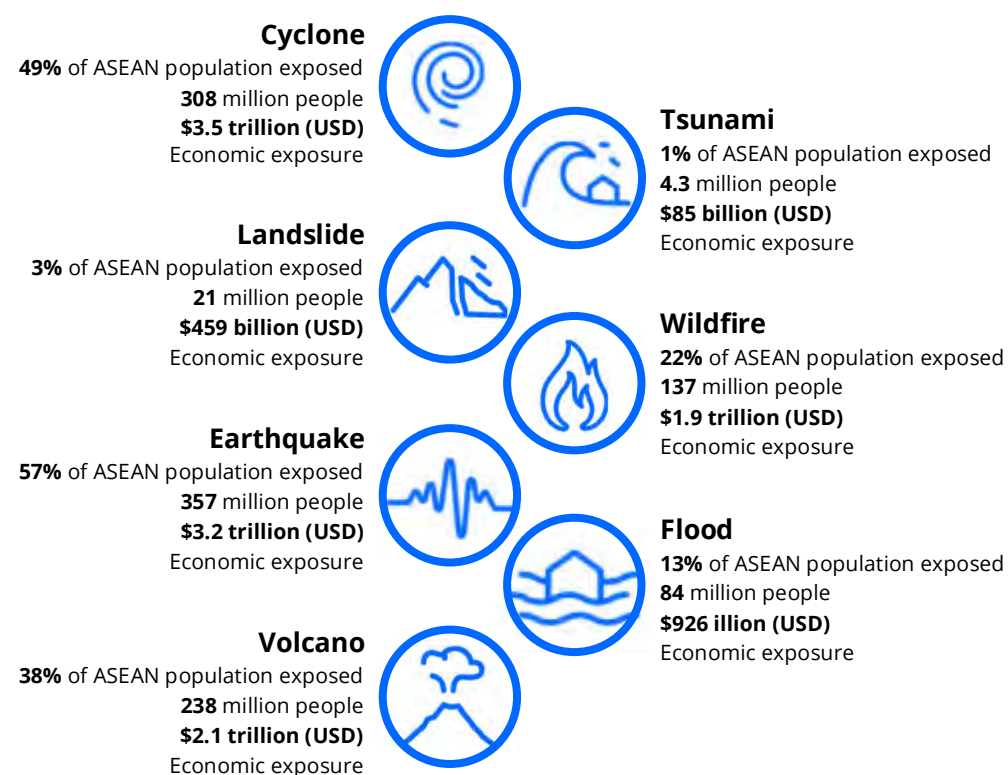 Cyclone
49% of ASEAN population exposed
308 million people
$3.5 trillion (USD)
Economic exposure
Tsunami
1% of ASEAN population exposed
4.3 million people
$85 billion (USD)
Economic exposure
Landslide
3% of ASEAN population exposed
21 million people
$459 billion (USD)
Economic exposure
Wildfire
22% of ASEAN population exposed
137 million people
$1.9 trillion (USD)
Economic exposure
Earthquake
57% of ASEAN population exposed
357 million people
$3.2 trillion (USD)
Economic exposure
Flood
13% of ASEAN population exposed
84 million people
$926 illion (USD)
Economic exposure
Volcano
38% of ASEAN population exposed
238 million people
$2.1 trillion (USD)
Economic exposure